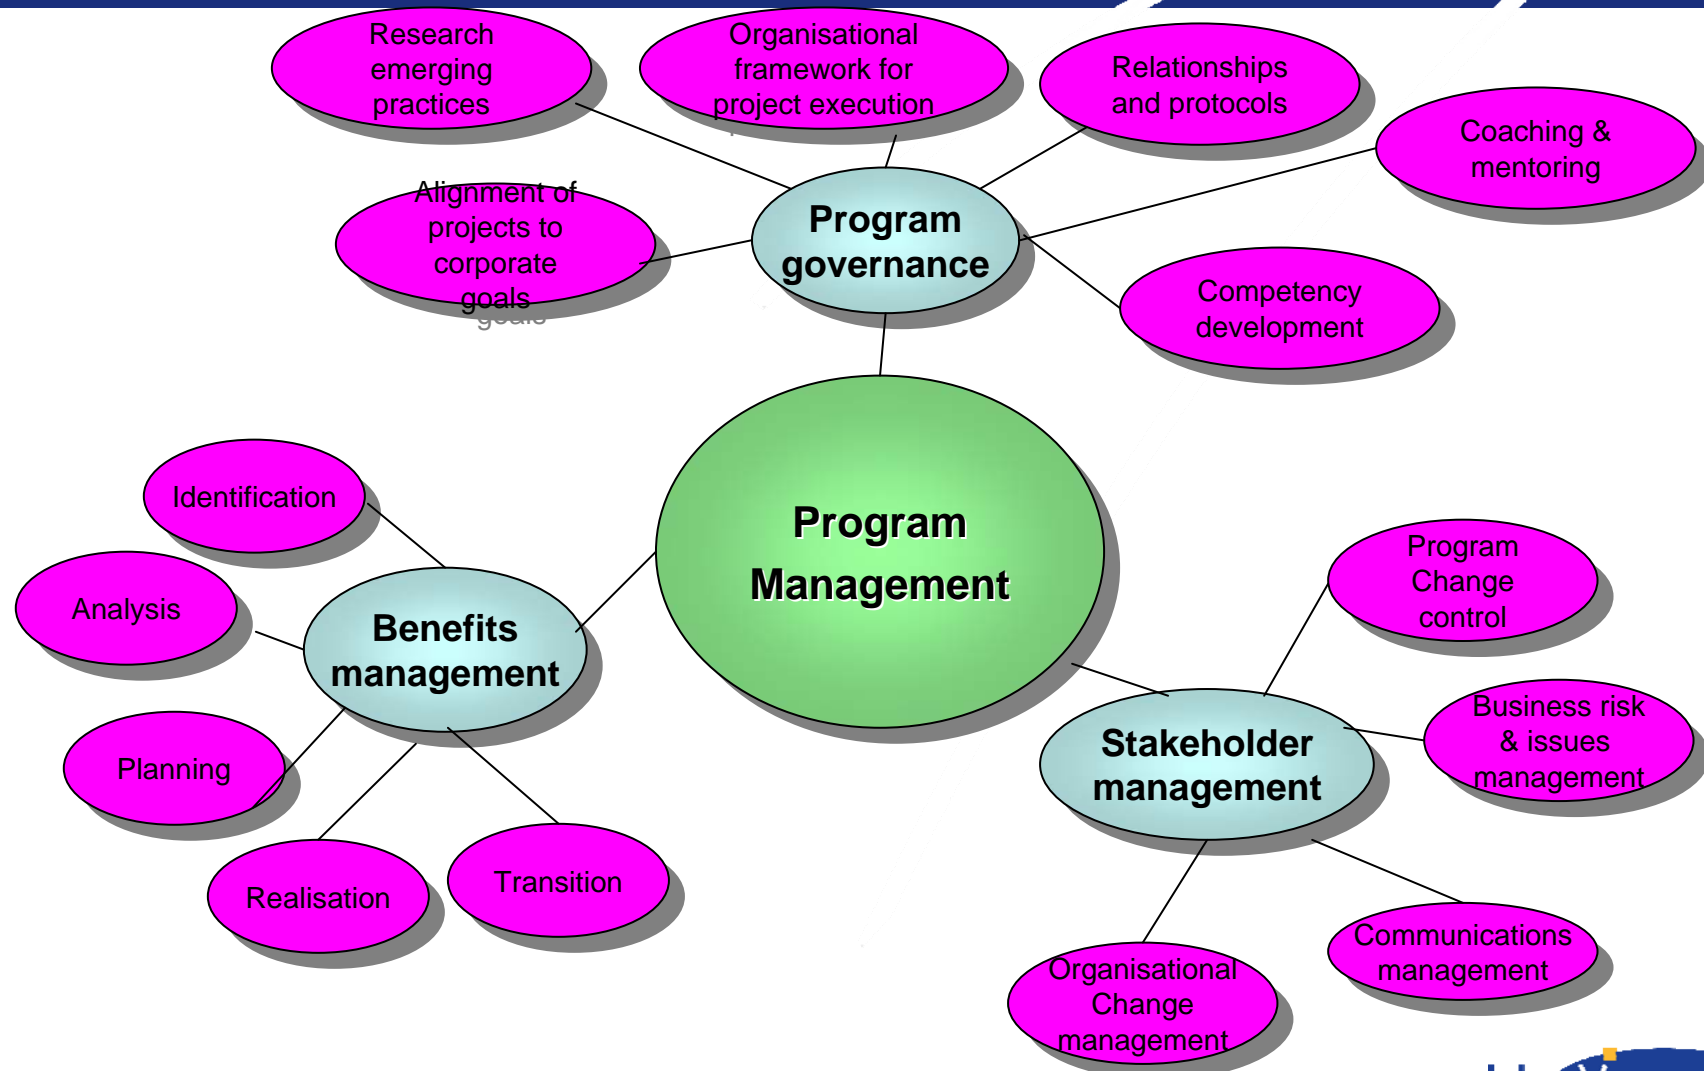 Research
emerging
practices
Organisational
framework for
project execution
Relationships
and protocols
Coaching &
mentoring
Alignment of
projects to
corporate
goals
Program
governance
Competency
development
Program
Management
Identification
Analysis
Benefits
management
Planning
Realisation
Transition
Program
Change
control
Business risk
& issues
management
Stakeholder
management
Communications
management
Organisational
Change
management